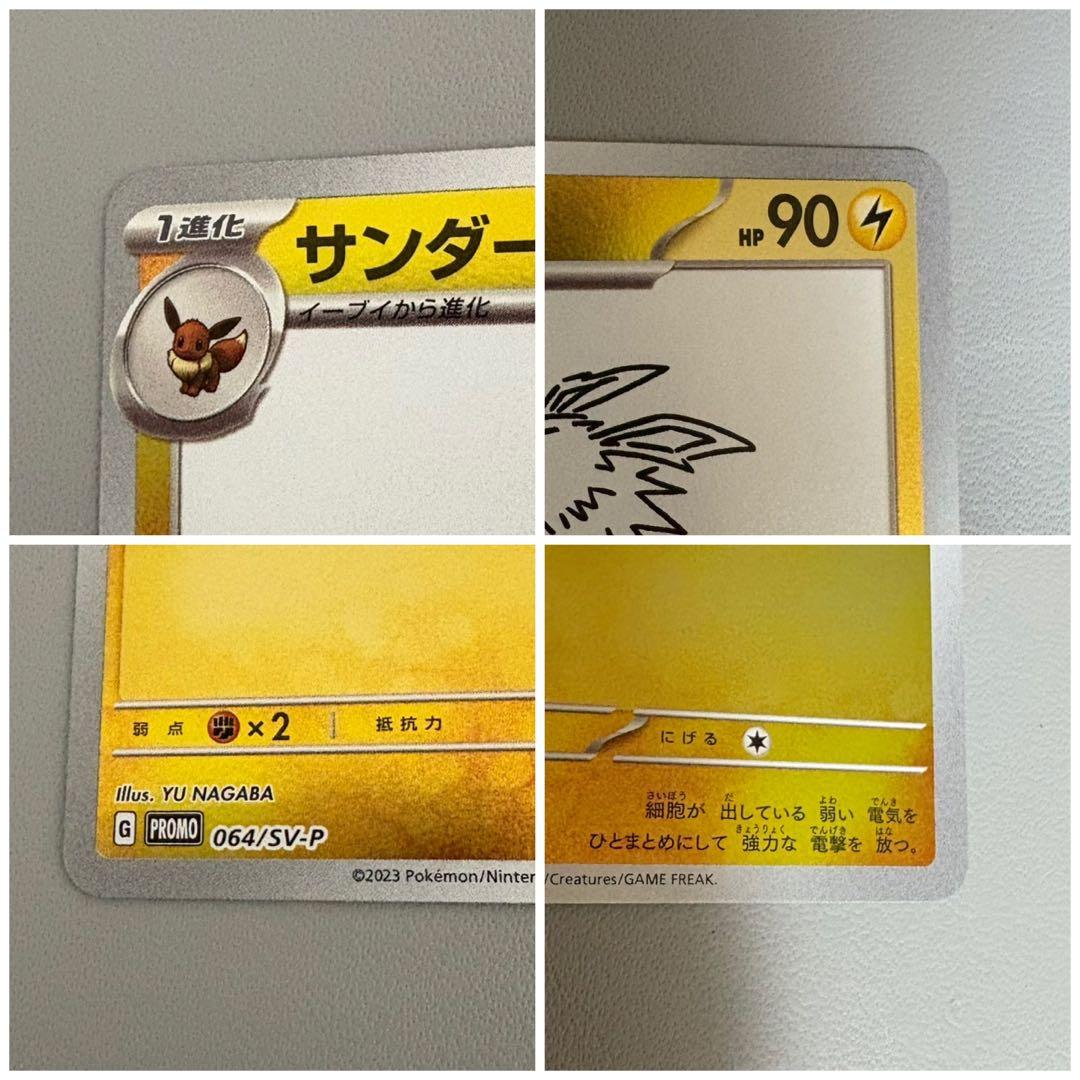 1進化
サンダー
イーブイから進化
HP 90
弱点 ×2 抵抗力
Illus. YU NAGABA
G PROMO 064/SV-P
©2023 Pokémon/Ninten
にげる
さいぼう だ よわ でんき
細胞が 出している 弱い 電気を
きょうりょく でんげき はな
ひとまとめにして 強力な 電撃を 放つ。
/Creatures/GAME FREAK.